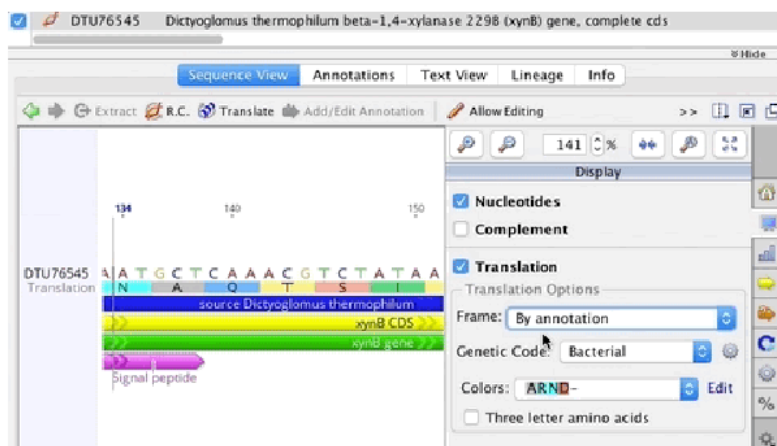 DTU76545 Dictyoglomus thermophilum beta-1,4-xylanase 229B (xynB) gene, complete cds
Hide
Sequence View Annotations Text View Lineage Info
Extract R.C. Translate Add/Edit Annotation Allow Editing >>
141 %
Display
134 140 150
Nucleotides
Complement
DTU76545 A A T G C T C A A A C G T C T A T A A
Translation N A Q T S I
Translation
Translation Options
source Dictyoglomus thermophilum
Frame: By annotation
xynB CDS
xynB gene
Genetic Code: Bacterial
Signal peptide
Colors: ARND- Edit
Three letter amino acids
%